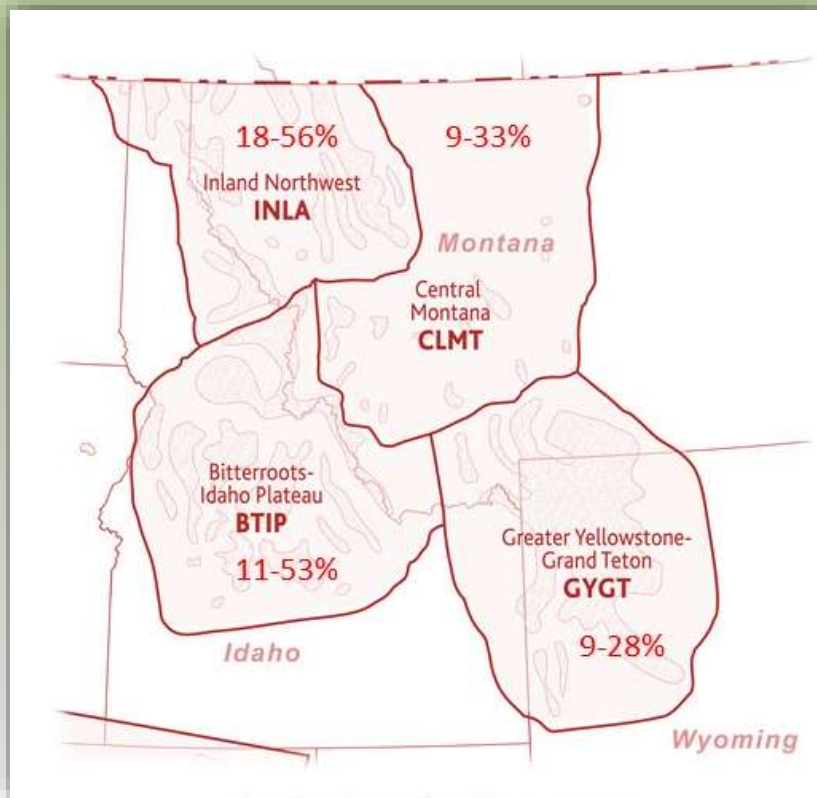 18-56%
9-33%
Inland Northwest
INLA
Montana
Central
Montana
CLMT
Bitterroots-
Idaho Plateau
BTIP
11-53%
Greater Yellowstone-
Grand Teton
GYGT
9-28%
Idaho
Wyoming